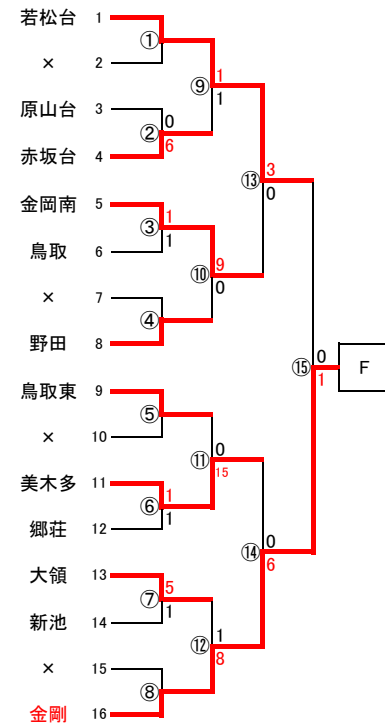 若松台 1
①
× 2
⑨ 1
1
原山台 3
② 0
6
赤坂台 4
⑬ 3
0
金岡南 5
③ 1
1
鳥取 6
⑩ 9
0
× 7
④
野田 8
⑮ 0
1
F
鳥取東 9
⑤
× 10
⑪ 0
15
美木多 11
⑥ 1
1
郷荘 12
⑭ 0
6
大領 13
⑦ 5
1
新池 14
⑫ 1
8
× 15
⑧
金剛 16